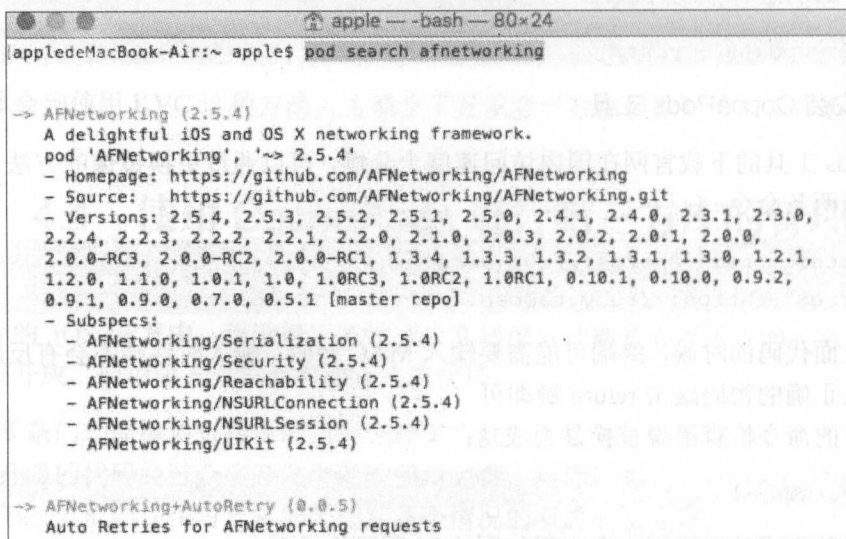 apple — -bash — 80×24
appledeMacBook-Air:~ apple$ pod search afnetworking
-> AFNetworking (2.5.4)
A delightful iOS and OS X networking framework.
pod 'AFNetworking', '~> 2.5.4'
- Homepage: https://github.com/AFNetworking/AFNetworking
- Source: https://github.com/AFNetworking/AFNetworking.git
- Versions: 2.5.4, 2.5.3, 2.5.2, 2.5.1, 2.5.0, 2.4.1, 2.4.0, 2.3.1, 2.3.0,
2.2.4, 2.2.3, 2.2.2, 2.2.1, 2.2.0, 2.1.0, 2.0.3, 2.0.2, 2.0.1, 2.0.0,
2.0.0-RC3, 2.0.0-RC2, 2.0.0-RC1, 1.3.4, 1.3.3, 1.3.2, 1.3.1, 1.3.0, 1.2.1,
1.2.0, 1.1.0, 1.0.1, 1.0, 1.0RC3, 1.0RC2, 1.0RC1, 0.10.1, 0.10.0, 0.9.2,
0.9.1, 0.9.0, 0.7.0, 0.5.1 [master repo]
- Subspecs:
- AFNetworking/Serialization (2.5.4)
- AFNetworking/Security (2.5.4)
- AFNetworking/Reachability (2.5.4)
- AFNetworking/NSURLConnection (2.5.4)
- AFNetworking/NSURLSession (2.5.4)
- AFNetworking/UIKit (2.5.4)
-> AFNetworking+AutoRetry (0.0.5)
Auto Retries for AFNetworking requests